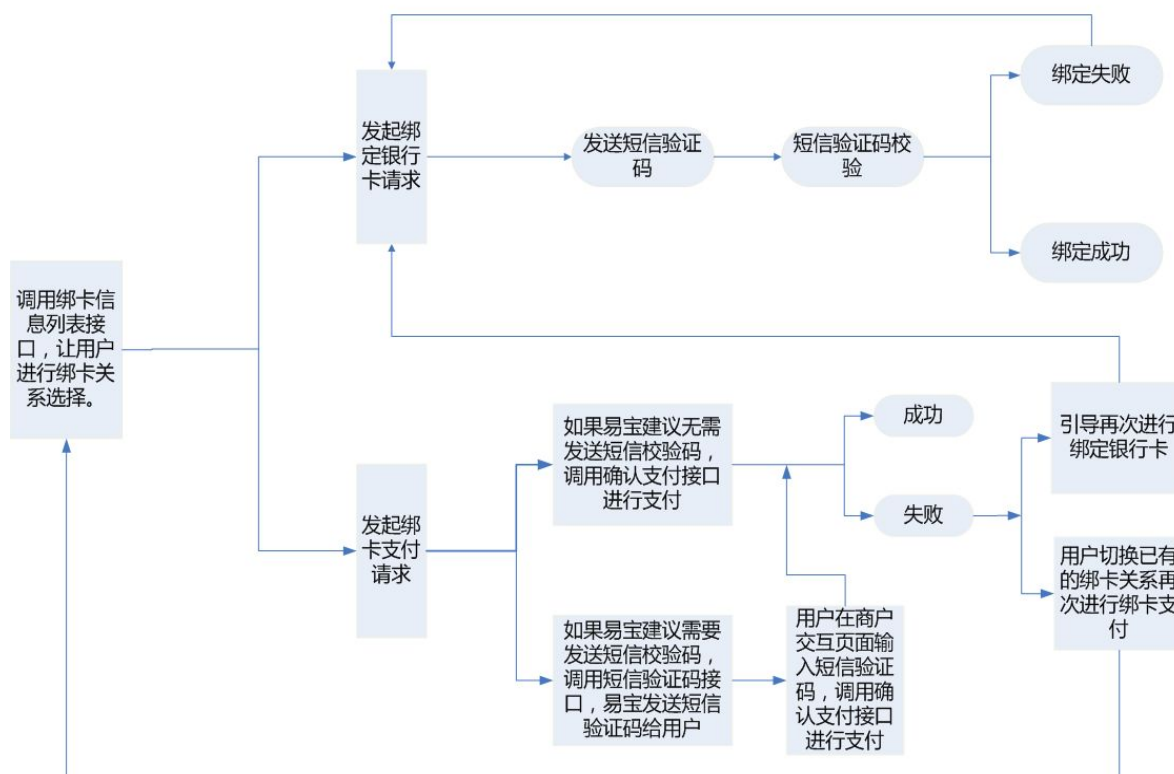 绑定失败
发起绑
定银行
卡请求
发送短信验证
码
短信验证码校
验
绑定成功
调用绑卡信
息列表接
口，让用户
进行绑卡关
系选择。
如果易宝建议无需
发送短信校验码，
调用确认支付接口
进行支付
成功
引导再次进行
绑定银行卡
发起绑
卡支付
请求
失败
用户切换已有
的绑卡关系再
次进行绑卡支
付
如果易宝建议需要
发送短信校验码，
调用短信验证码接
口，易宝发送短信
验证码给用户
用户在商户
交互页面输
入短信验证
码，调用确
认支付接口
进行支付